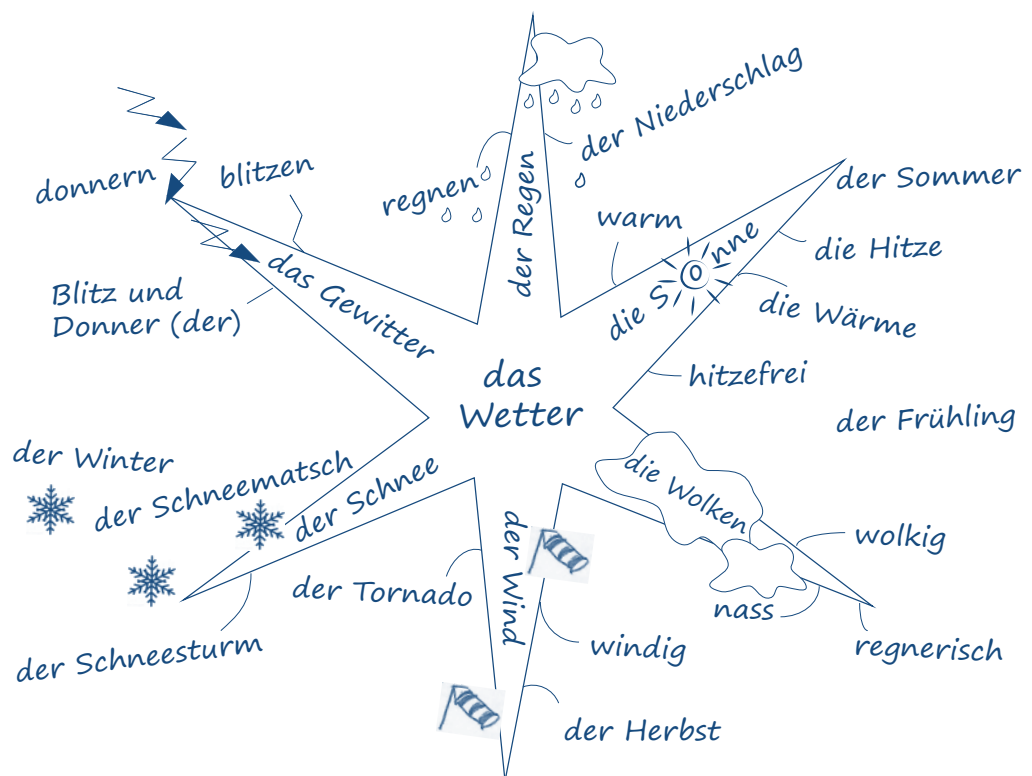 der Niederschlag
regnen
der Regen
donnern
blitzen
das Gewitter
Blitz und
Donner (der)
warm
die Sonne
der Sommer
die Hitze
die Wärme
hitzefrei
der Frühling
das
Wetter
der Winter
der Schneematsch
der Schnee
der Schneesturm
der Tornado
der Wind
windig
der Herbst
die Wolken
wolkig
nass
regnerisch